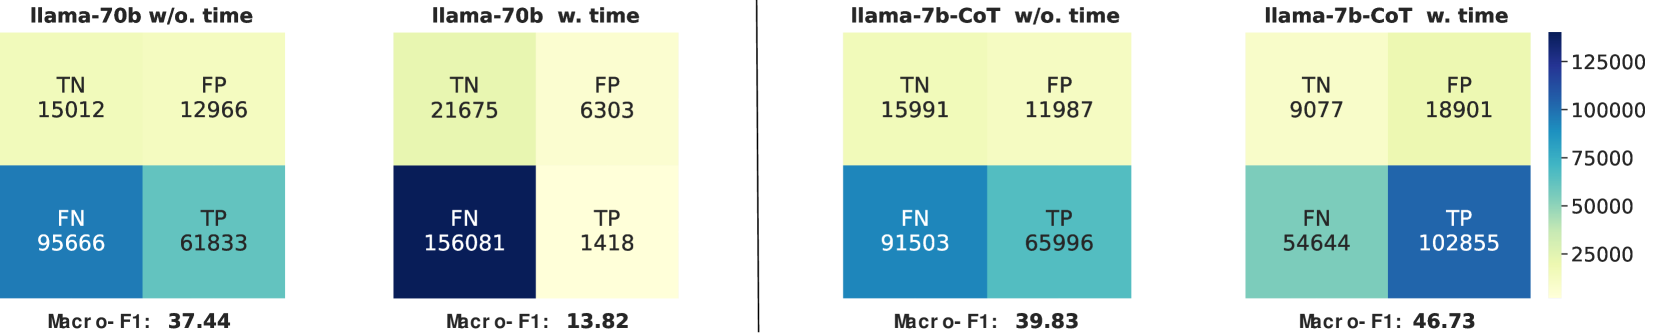 llama-70b w/o. time
TN
15012
FP
12966
FN
95666
TP
61833
Macro-F1: 37.44
llama-70b w. time
TN
21675
FP
6303
FN
156081
TP
1418
Macro-F1: 13.82
llama-7b-CoT w/o. time
TN
15991
FP
11987
FN
91503
TP
65996
Macro-F1: 39.83
llama-7b-CoT w. time
TN
9077
FP
18901
FN
54644
TP
102855
Macro-F1: 46.73
125000
100000
75000
50000
25000